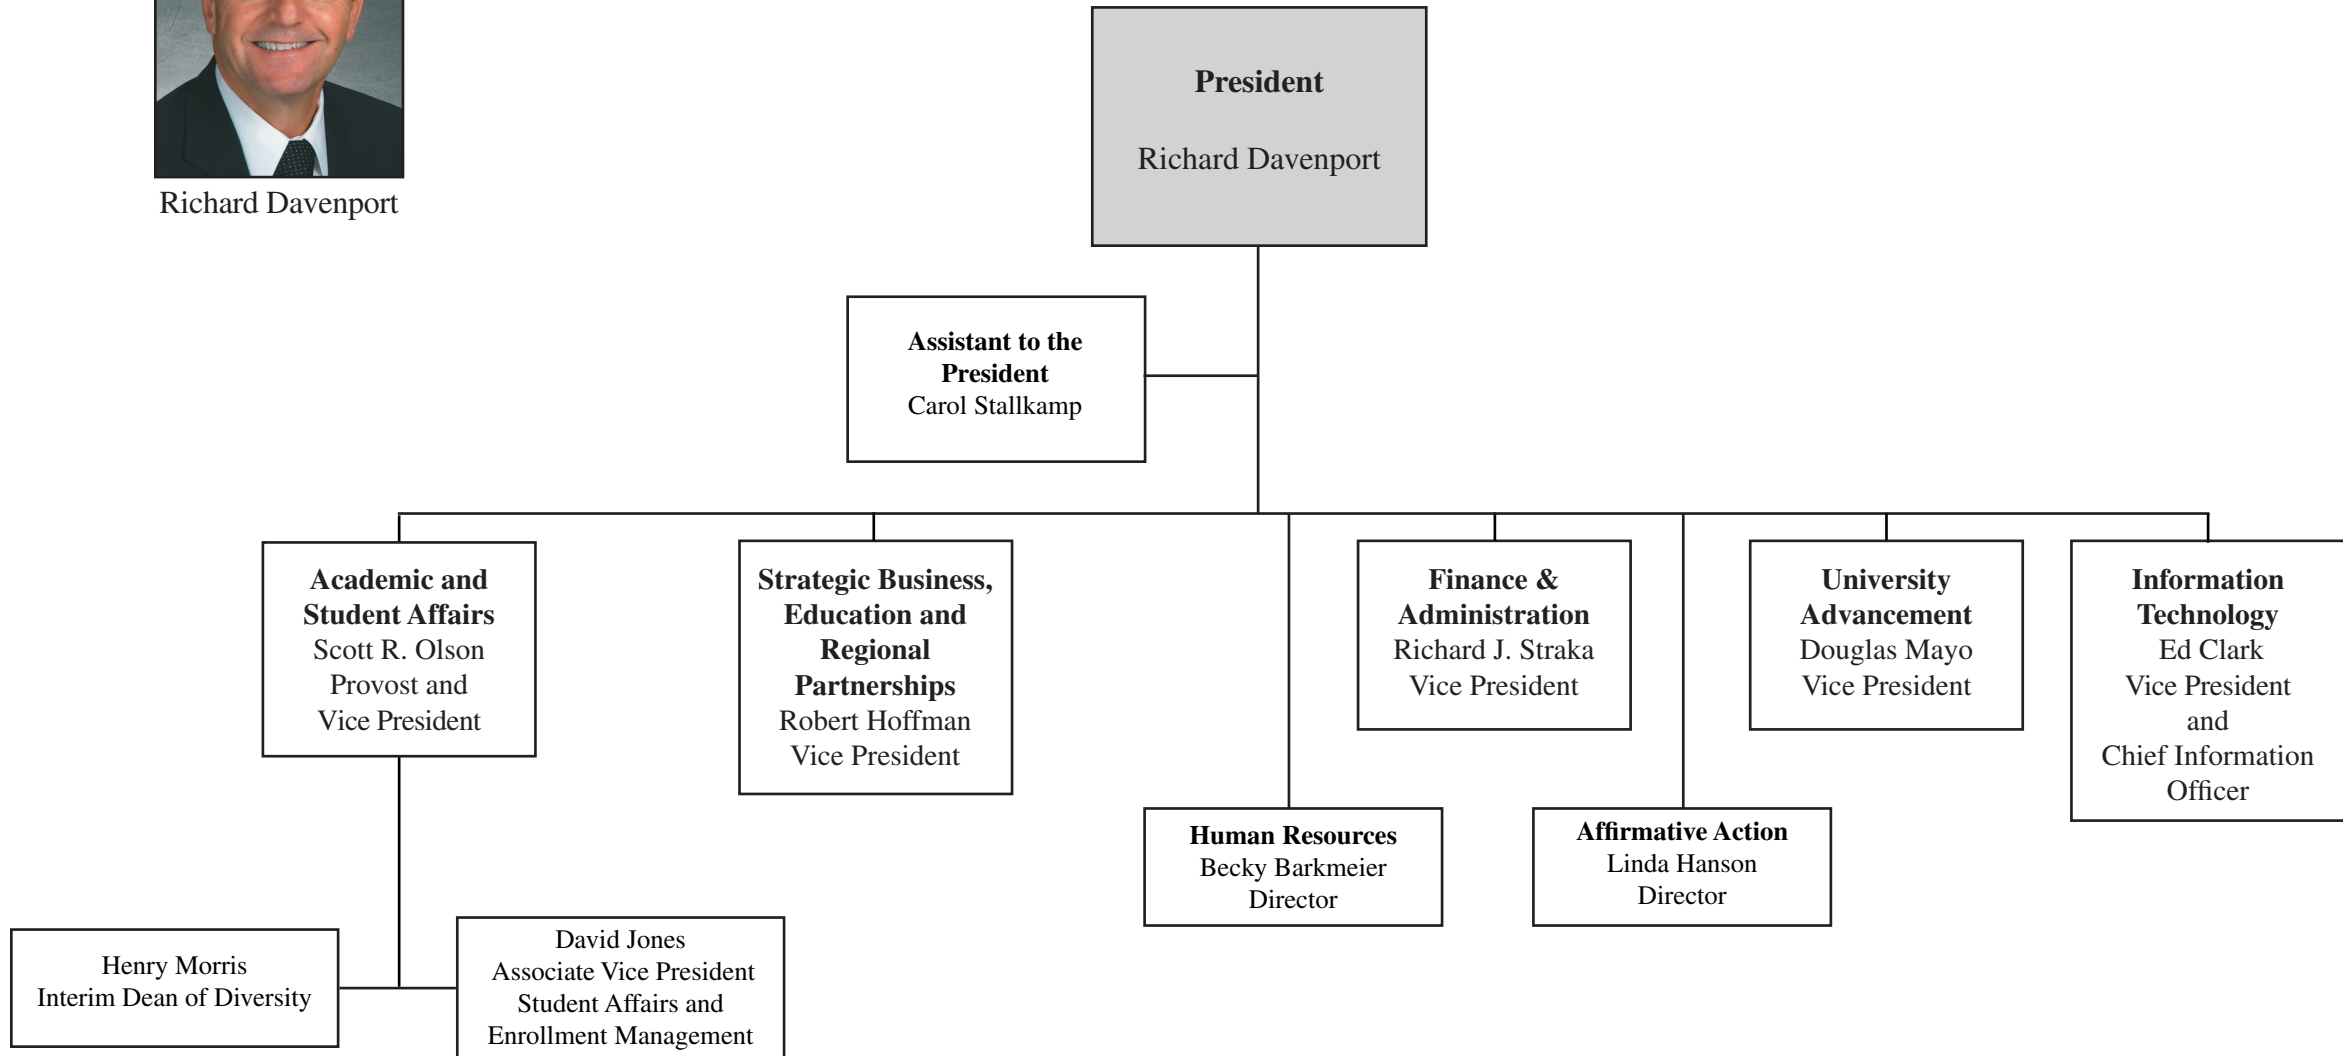 Richard Davenport
President
Richard Davenport
Assistant to the
President
Carol Stallkamp
Academic and
Student Affairs
Scott R. Olson
Provost and
Vice President
Strategic Business,
Education and
Regional
Partnerships
Robert Hoffman
Vice President
Finance &
Administration
Richard J. Straka
Vice President
University
Advancement
Douglas Mayo
Vice President
Information
Technology
Ed Clark
Vice President
and
Chief Information
Officer
Human Resources
Becky Barkmeier
Director
Affirmative Action
Linda Hanson
Director
Henry Morris
Interim Dean of Diversity
David Jones
Associate Vice President
Student Affairs and
Enrollment Management